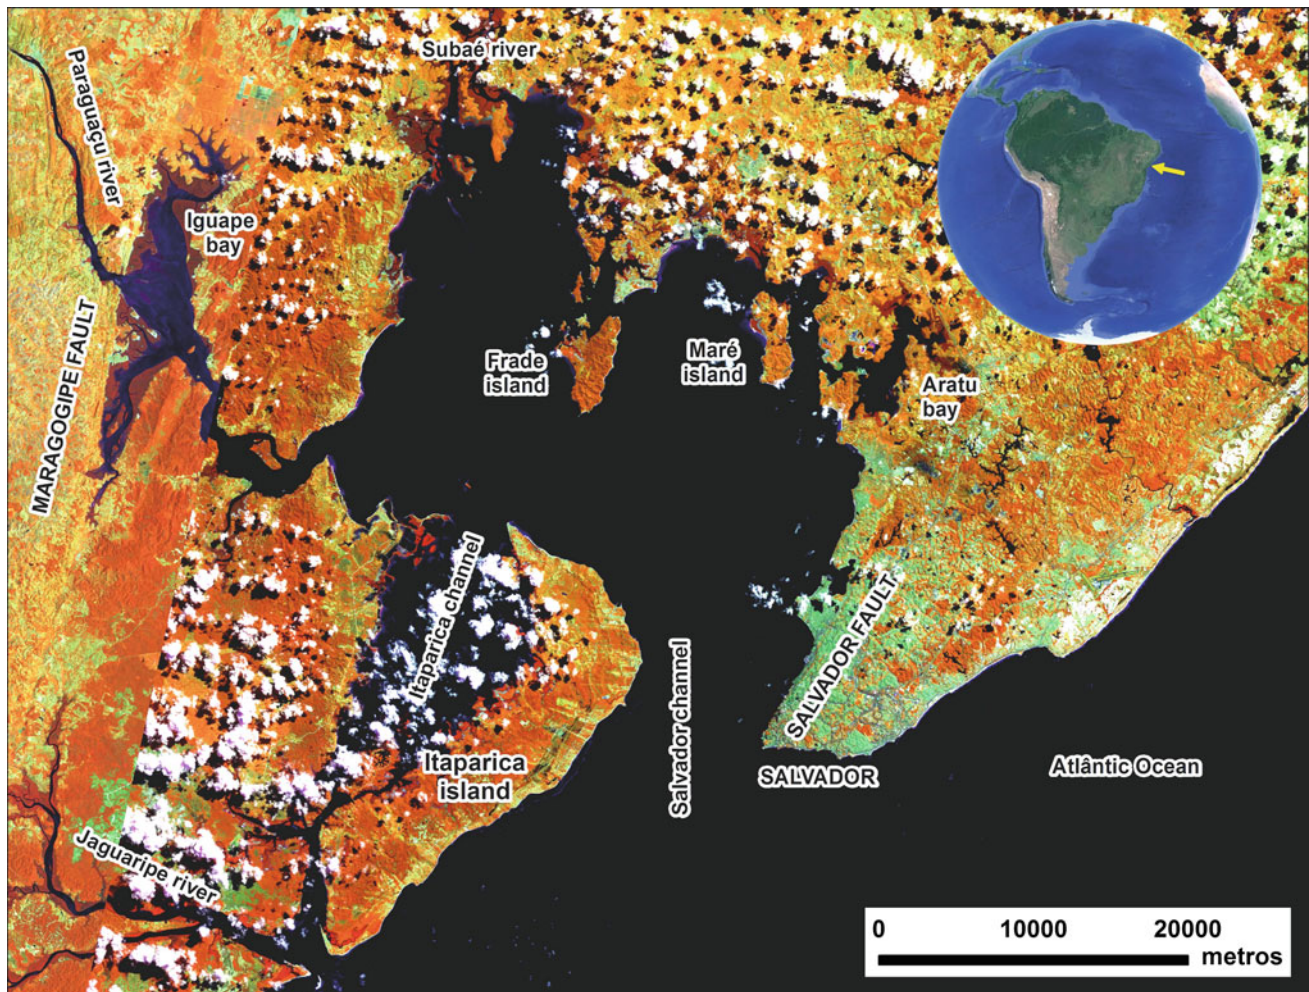 Subaé river
Paraguaçu river
Iguape
bay
MARAGOGIPE FAULT
Frade
island
Maré
island
Aratu
bay
Itaparica channel
SALVADOR FAULT
Salvador channel
Itaparica
island
SALVADOR
Atlântic Ocean
Jaguaripe river
0 10000 20000
metros